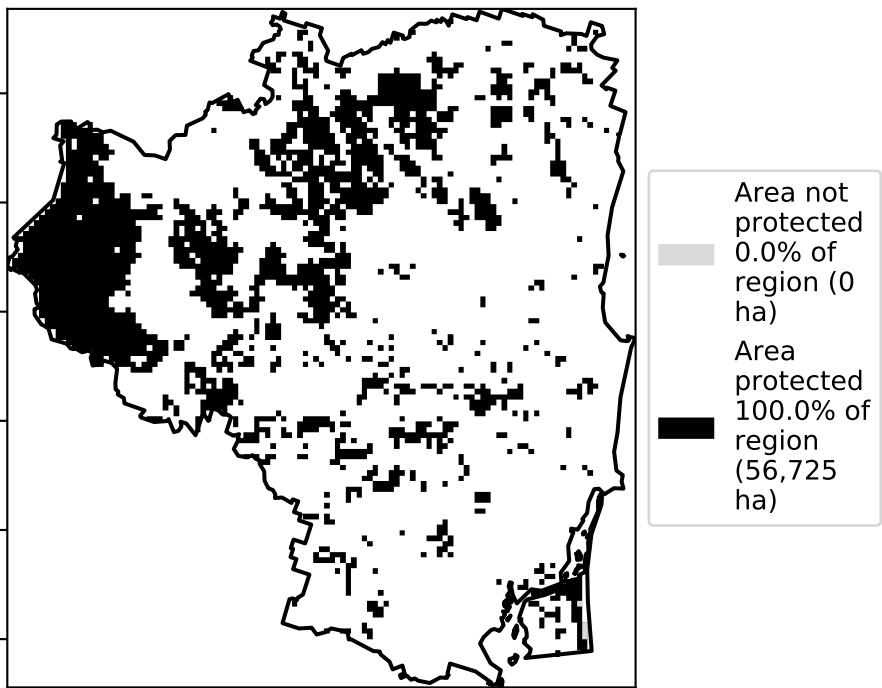 Area not
protected
0.0% of
region (0
ha)
Area
protected
100.0% of
region
(56,725
ha)